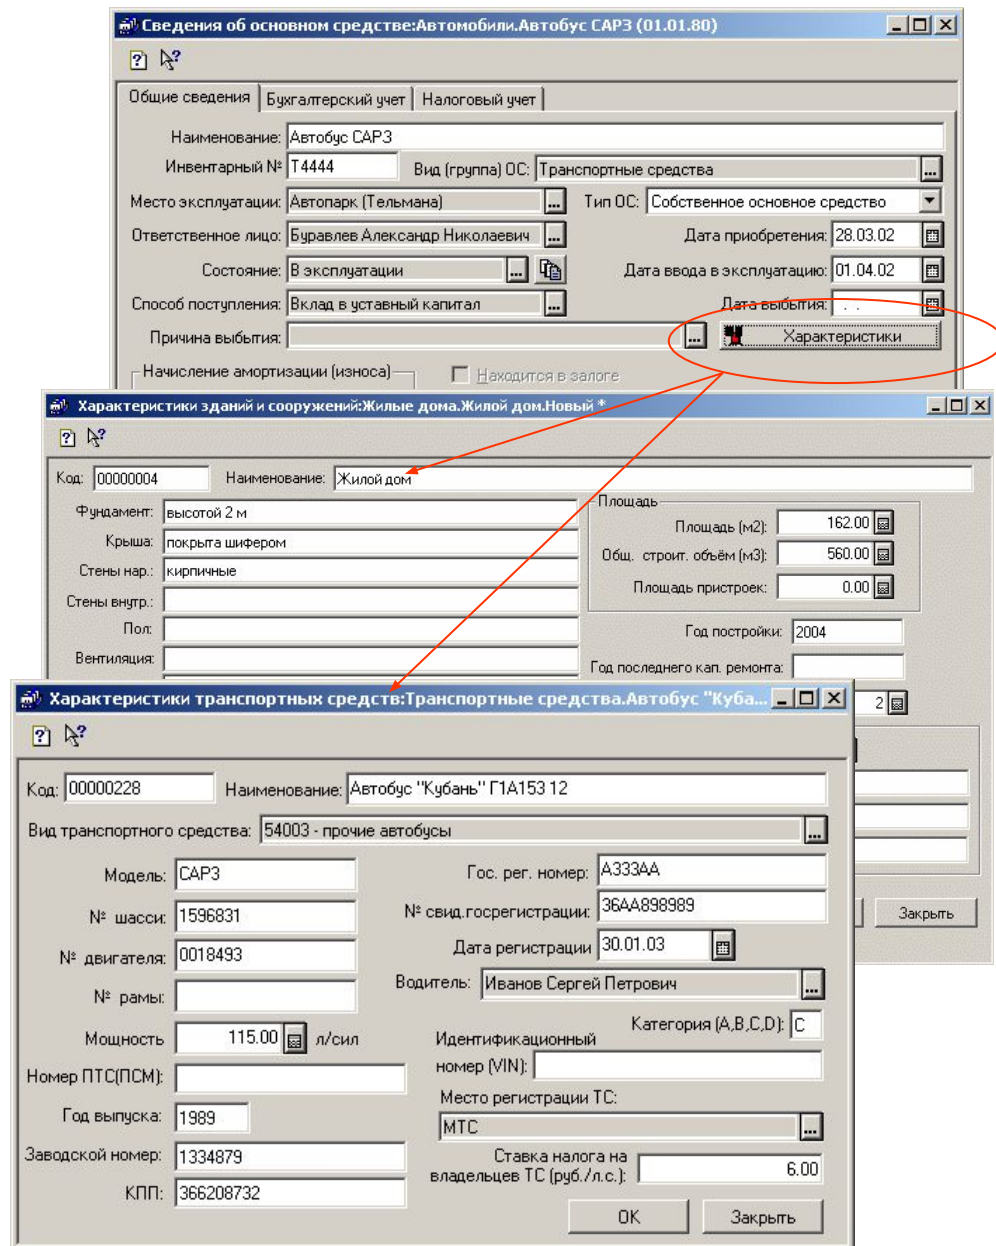 Сведения об основном средстве:Автомобили.Автобус САРЗ (01.01.80)
Общие сведения Бухгалтерский учет Налоговый учет
Наименование: Автобус САРЗ
Инвентарный № Т4444 Вид (группа) ОС: Транспортные средства ...
Место эксплуатации: Автопарк (Тельмана) ... Тип ОС: Собственное основное средство
Ответственное лицо: Буравлев Александр Николаевич ... Дата приобретения: 28.03.02
Состояние: В эксплуатации ... Дата ввода в эксплуатацию: 01.04.02
Способ поступления: Вклад в уставный капитал ... Дата выбытия: . .
Причина выбытия: ... Характеристики
Начисление амортизации (износа) Находится в залоге
Характеристики зданий и сооружений:Жилые дома.Жилой дом.Новый *
Код: 00000004 Наименование: Жилой дом
Фундамент: высотой 2 м Площадь
Площадь (м2): 162.00
Крыша: покрыта шифером
Общ. строит. объём (м3): 560.00
Стены нар.: кирпичные
Площадь пристроек: 0.00
Стены внутр.:
Пол: Год постройки: 2004
Вентиляция: Год последнего кап. ремонта:
2
Закрыть
Характеристики транспортных средств:Транспортные средства.Автобус "Куба...
Код: 00000228 Наименование: Автобус "Кубань" Г1А153 12
Вид транспортного средства: 54003 - прочие автобусы ...
Модель: САРЗ Гос. рег. номер: А333АА
№ шасси: 1596831 № свид.госрегистрации: 36АА898989
№ двигателя: 0018493 Дата регистрации 30.01.03
№ рамы: Водитель: Иванов Сергей Петрович ...
Мощность 115.00 л/сил Категория (А,В,С,D): С
Идентификационный
номер (VIN):
Номер ПТС(ПСМ):
Место регистрации ТС:
Год выпуска: 1989 МТС ...
Заводской номер: 1334879 Ставка налога на
владельцев ТС (руб./л.с.): 6.00
КПП: 366208732
OK Закрыть